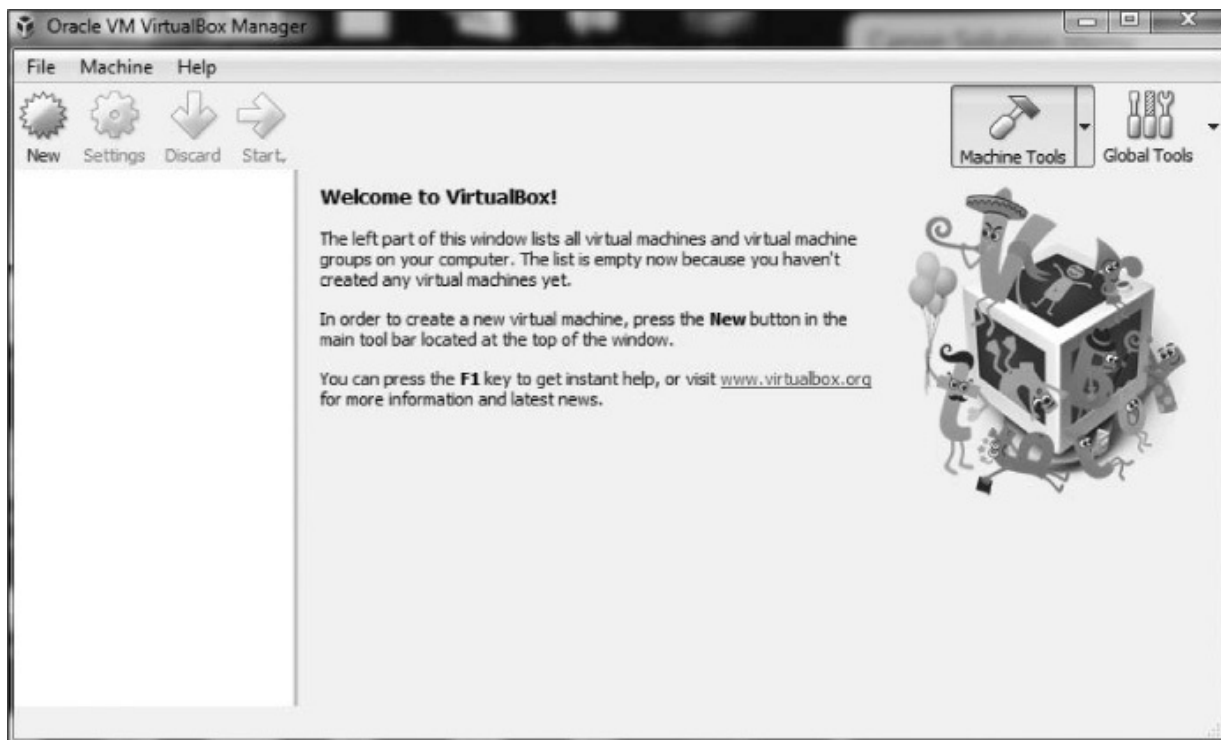 Oracle VM VirtualBox Manager
File Machine Help
New Settings Discard Start
Machine Tools Global Tools
Welcome to VirtualBox!
The left part of this window lists all virtual machines and virtual machine
groups on your computer. The list is empty now because you haven't
created any virtual machines yet.
In order to create a new virtual machine, press the New button in the
main tool bar located at the top of the window.
You can press the F1 key to get instant help, or visit www.virtualbox.org
for more information and latest news.